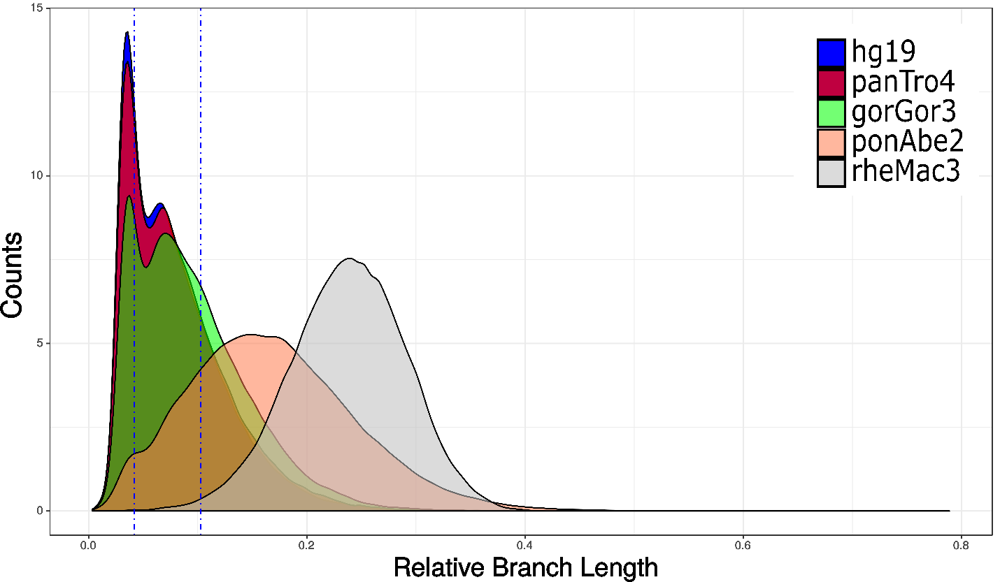 15
10
5
0
Counts
hg19
panTro4
gorGor3
ponAbe2
rheMac3
0.0 0.2 0.4 0.6 0.8
Relative Branch Length